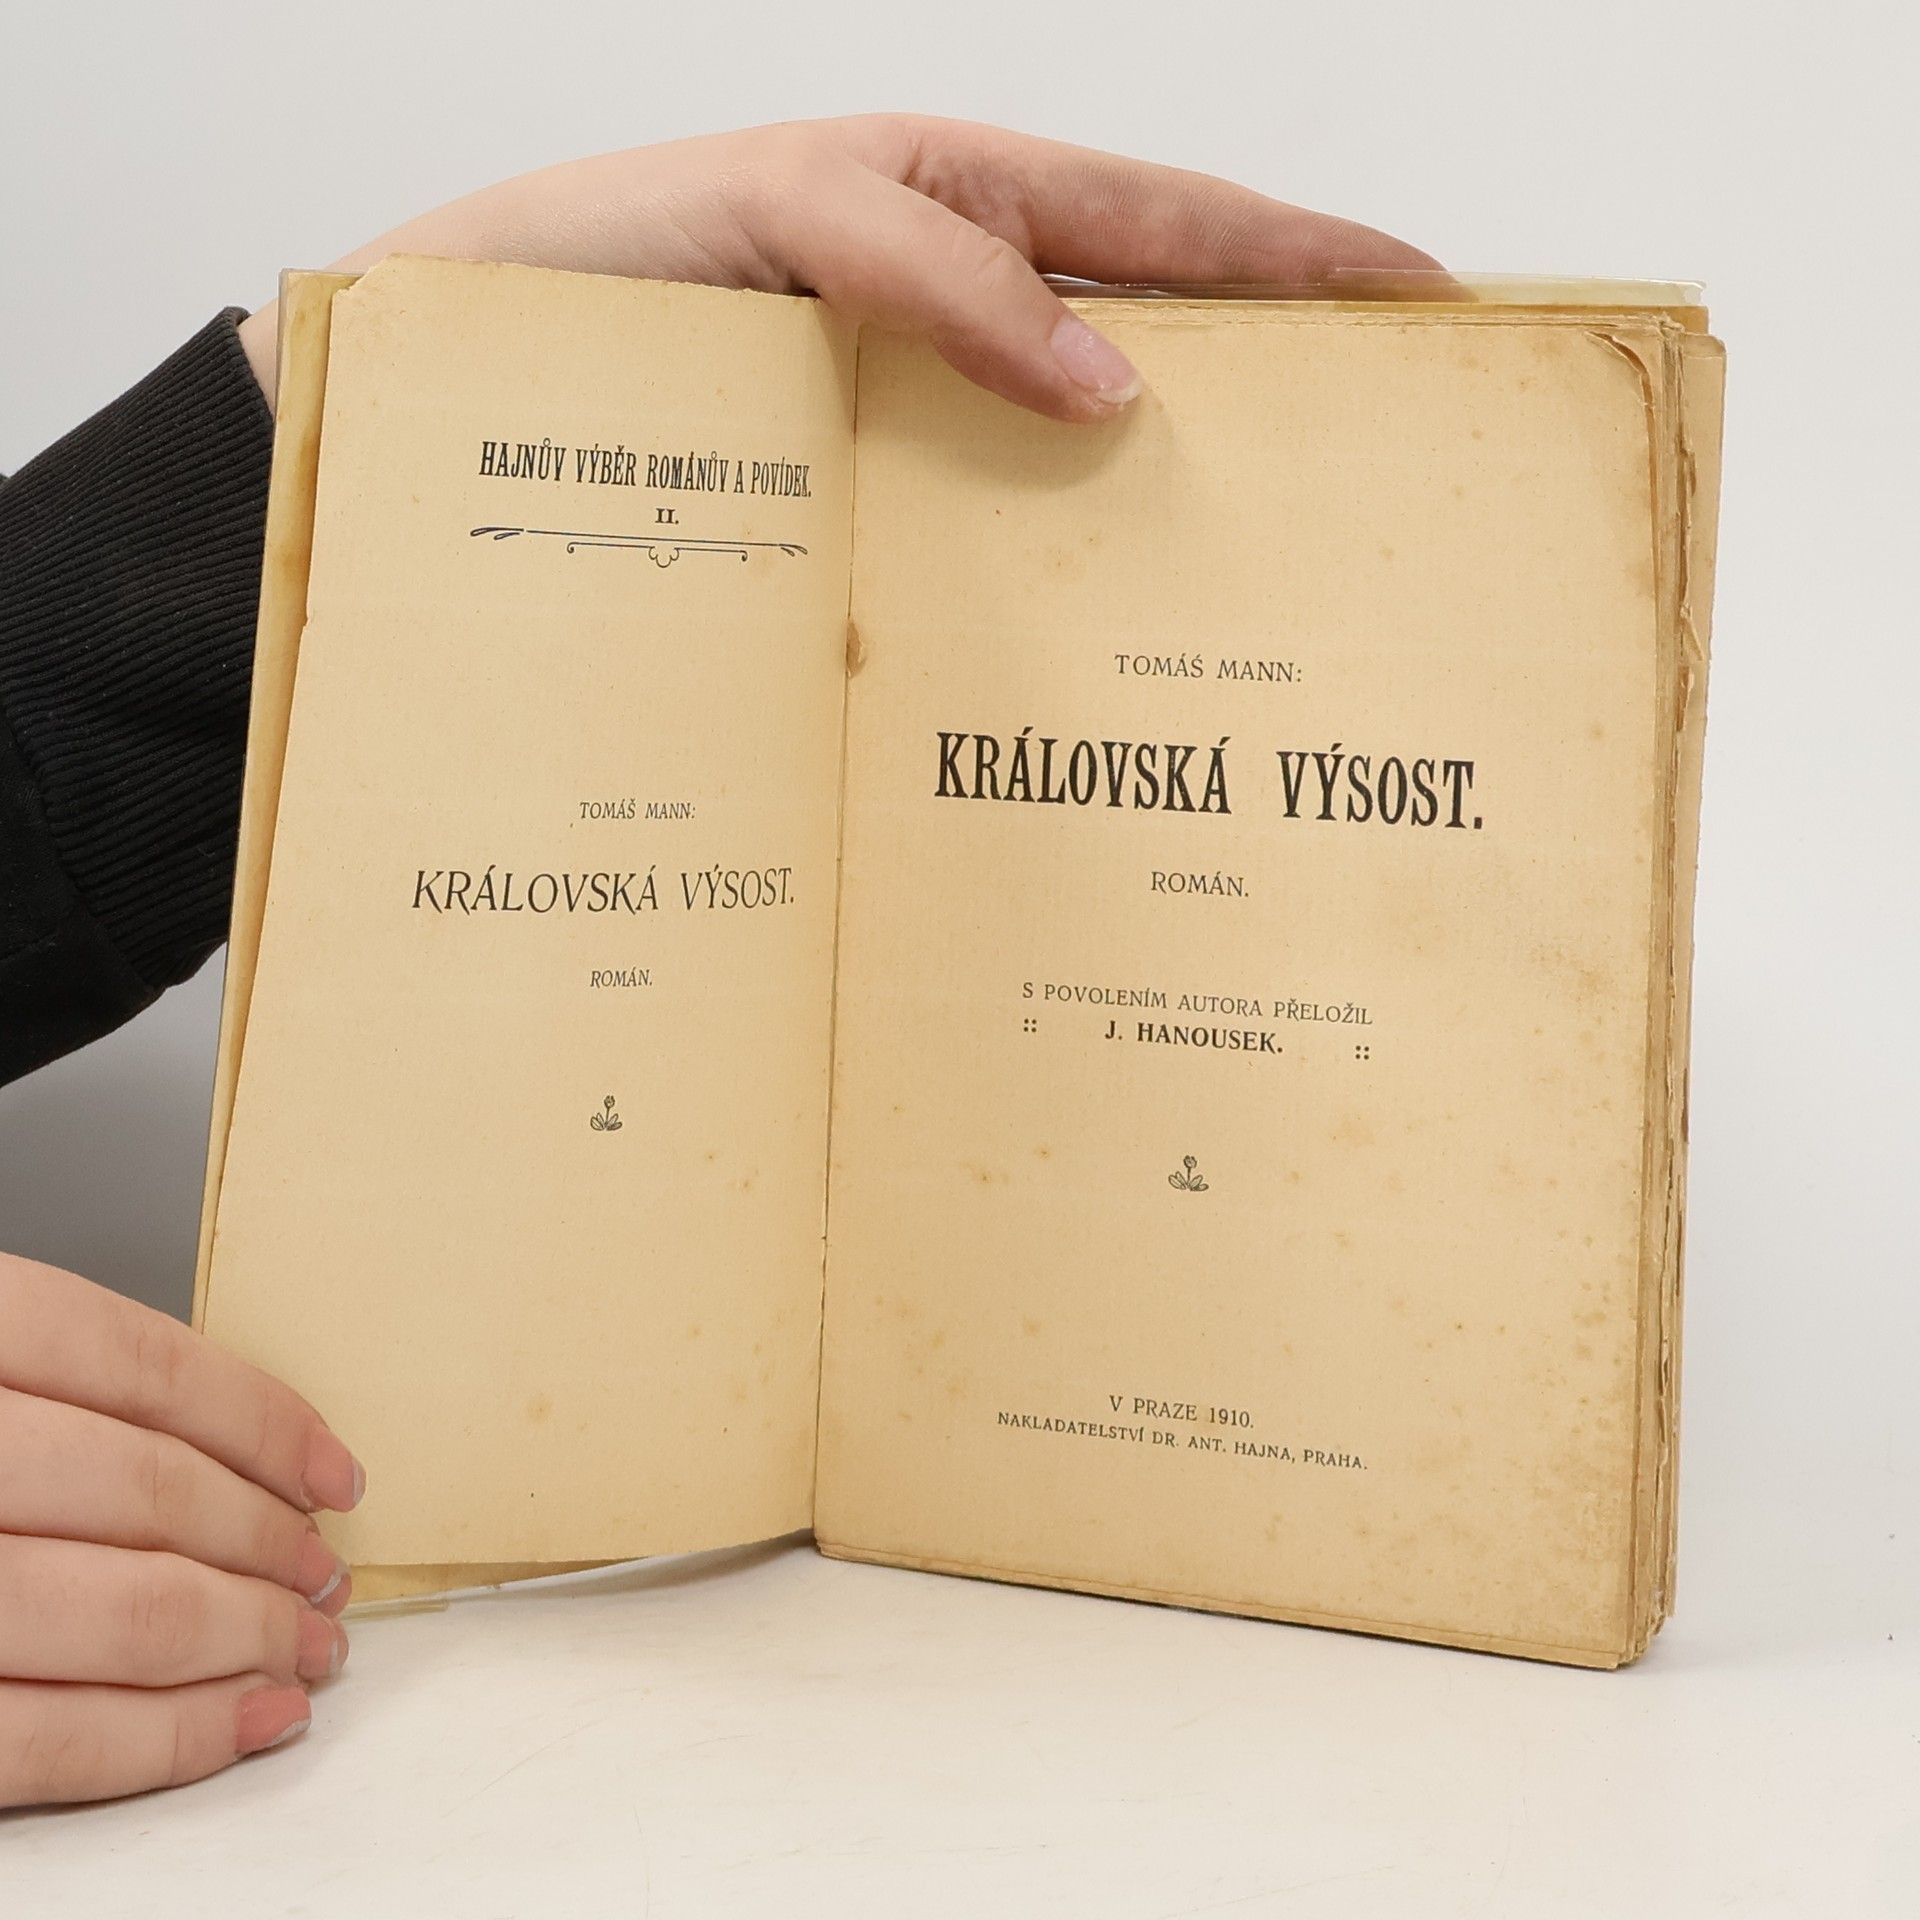 HAJNŮV VÝBĚR ROMÁNŮV A POVÍDEK.
II.
TOMÁŠ MANN:
KRÁLOVSKÁ VÝSOST.
ROMÁN.
TOMÁŚ MANN:
KRÁLOVSKÁ VÝSOST.
ROMÁN.
S POVOLENÍM AUTORA PŘELOŽIL
:: J. HANOUSEK. ::
V PRAZE 1910.
NAKLADATELSTVÍ DR. ANT. HAJNA, PRAHA.